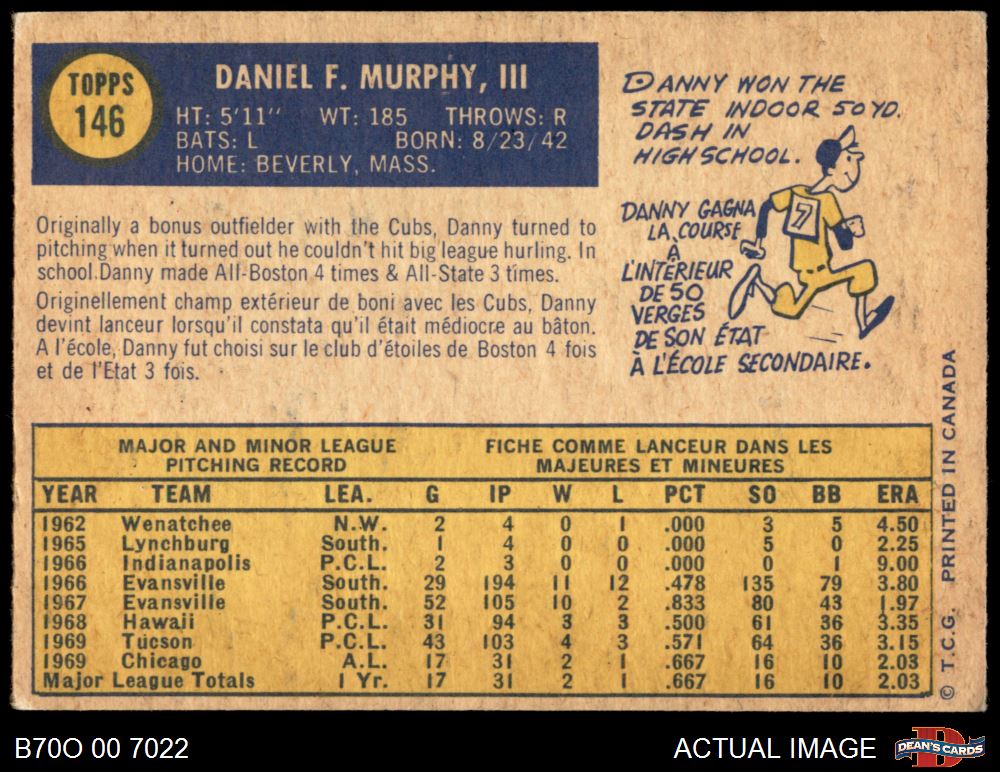 TOPPS
146
DANIEL F. MURPHY, III
HT: 5'11" WT: 185 THROWS: R
BATS: L BORN: 8/23/42
HOME: BEVERLY, MASS.
DANNY WON THE
STATE INDOOR 50 YD.
DASH IN
HIGH SCHOOL.
7
DANNY GAGNA
LA COURSE
À
L'INTÉRIEUR
DE 50
VERGES
DE SON ÉTAT
À L'ÉCOLE SECONDAIRE.
Originally a bonus outfielder with the Cubs, Danny turned to
pitching when it turned out he couldn't hit big league hurling. In
school Danny made All-Boston 4 times & All-State 3 times.
Originellement champ extérieur de boni avec les Cubs, Danny
devint lanceur lorsqu'il constata qu'il était médiocre au bâton.
A l'école, Danny fut choisi sur le club d'étoiles de Boston 4 fois
et de l'Etat 3 fois.
MAJOR AND MINOR LEAGUE
PITCHING RECORD
FICHE COMME LANCEUR DANS LES
MAJEURES ET MINEURES
YEAR TEAM LEA. G IP W L PCT SO BB ERA
1962 Wenatchee N.W. 2 4 0 1 .000 3 5 4.50
1965 Lynchburg South. 1 4 0 0 .000 5 0 2.25
1966 Indianapolis P.C.L. 2 3 0 0 .000 0 1 9.00
1966 Evansville South. 29 194 11 12 .478 135 79 3.80
1967 Evansville South. 52 105 10 2 .833 80 43 1.97
1968 Hawaii P.C.L. 31 94 3 3 .500 61 36 3.35
1969 Tucson P.C.L. 43 103 4 3 .571 64 36 3.15
1969 Chicago A.L. 17 31 2 1 .667 16 10 2.03
Major League Totals 1 Yr. 17 31 2 1 .667 16 10 2.03
© T.C.G. PRINTED IN CANADA
B70O 00 7022
ACTUAL IMAGE
DEAN'S CARDS